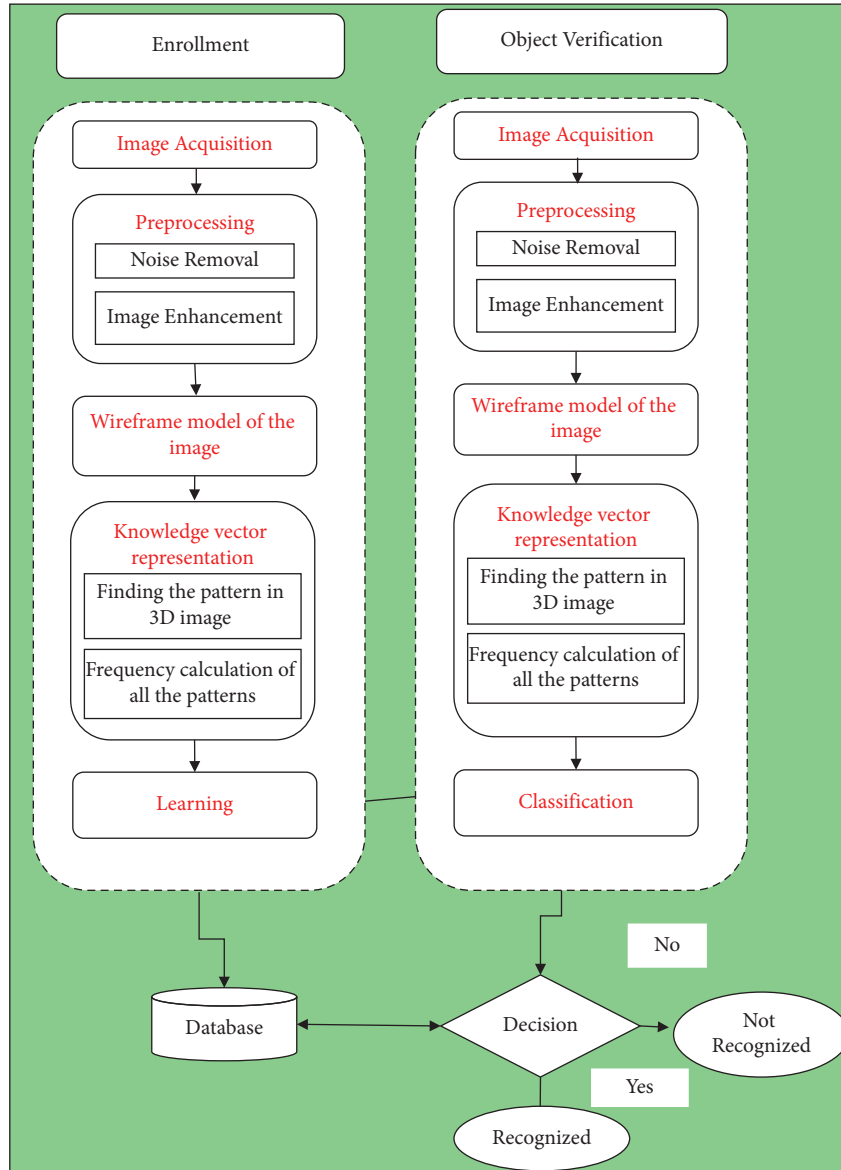 Enrollment
Image Acquisition
Preprocessing
Noise Removal
Image Enhancement
Wireframe model of the
image
Knowledge vector
representation
Finding the pattern in
3D image
Frequency calculation of
all the patterns
Learning
Object Verification
Image Acquisition
Preprocessing
Noise Removal
Image Enhancement
Wireframe model of the
image
Knowledge vector
representation
Finding the pattern in
3D image
Frequency calculation of
all the patterns
Classification
Database
Decision
No
Not
Recognized
Yes
Recognized